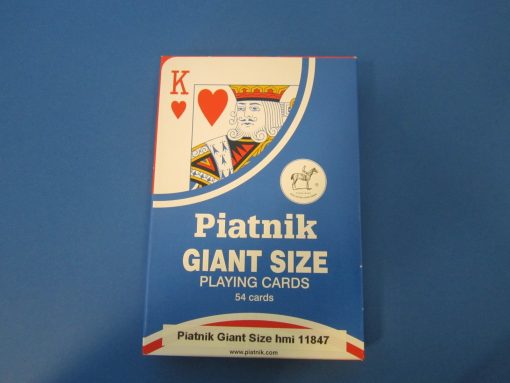 K
Piatnik
GIANT SIZE
PLAYING CARDS
54 cards
Piatnik Giant Size hmi 11847
www.piatnik.com